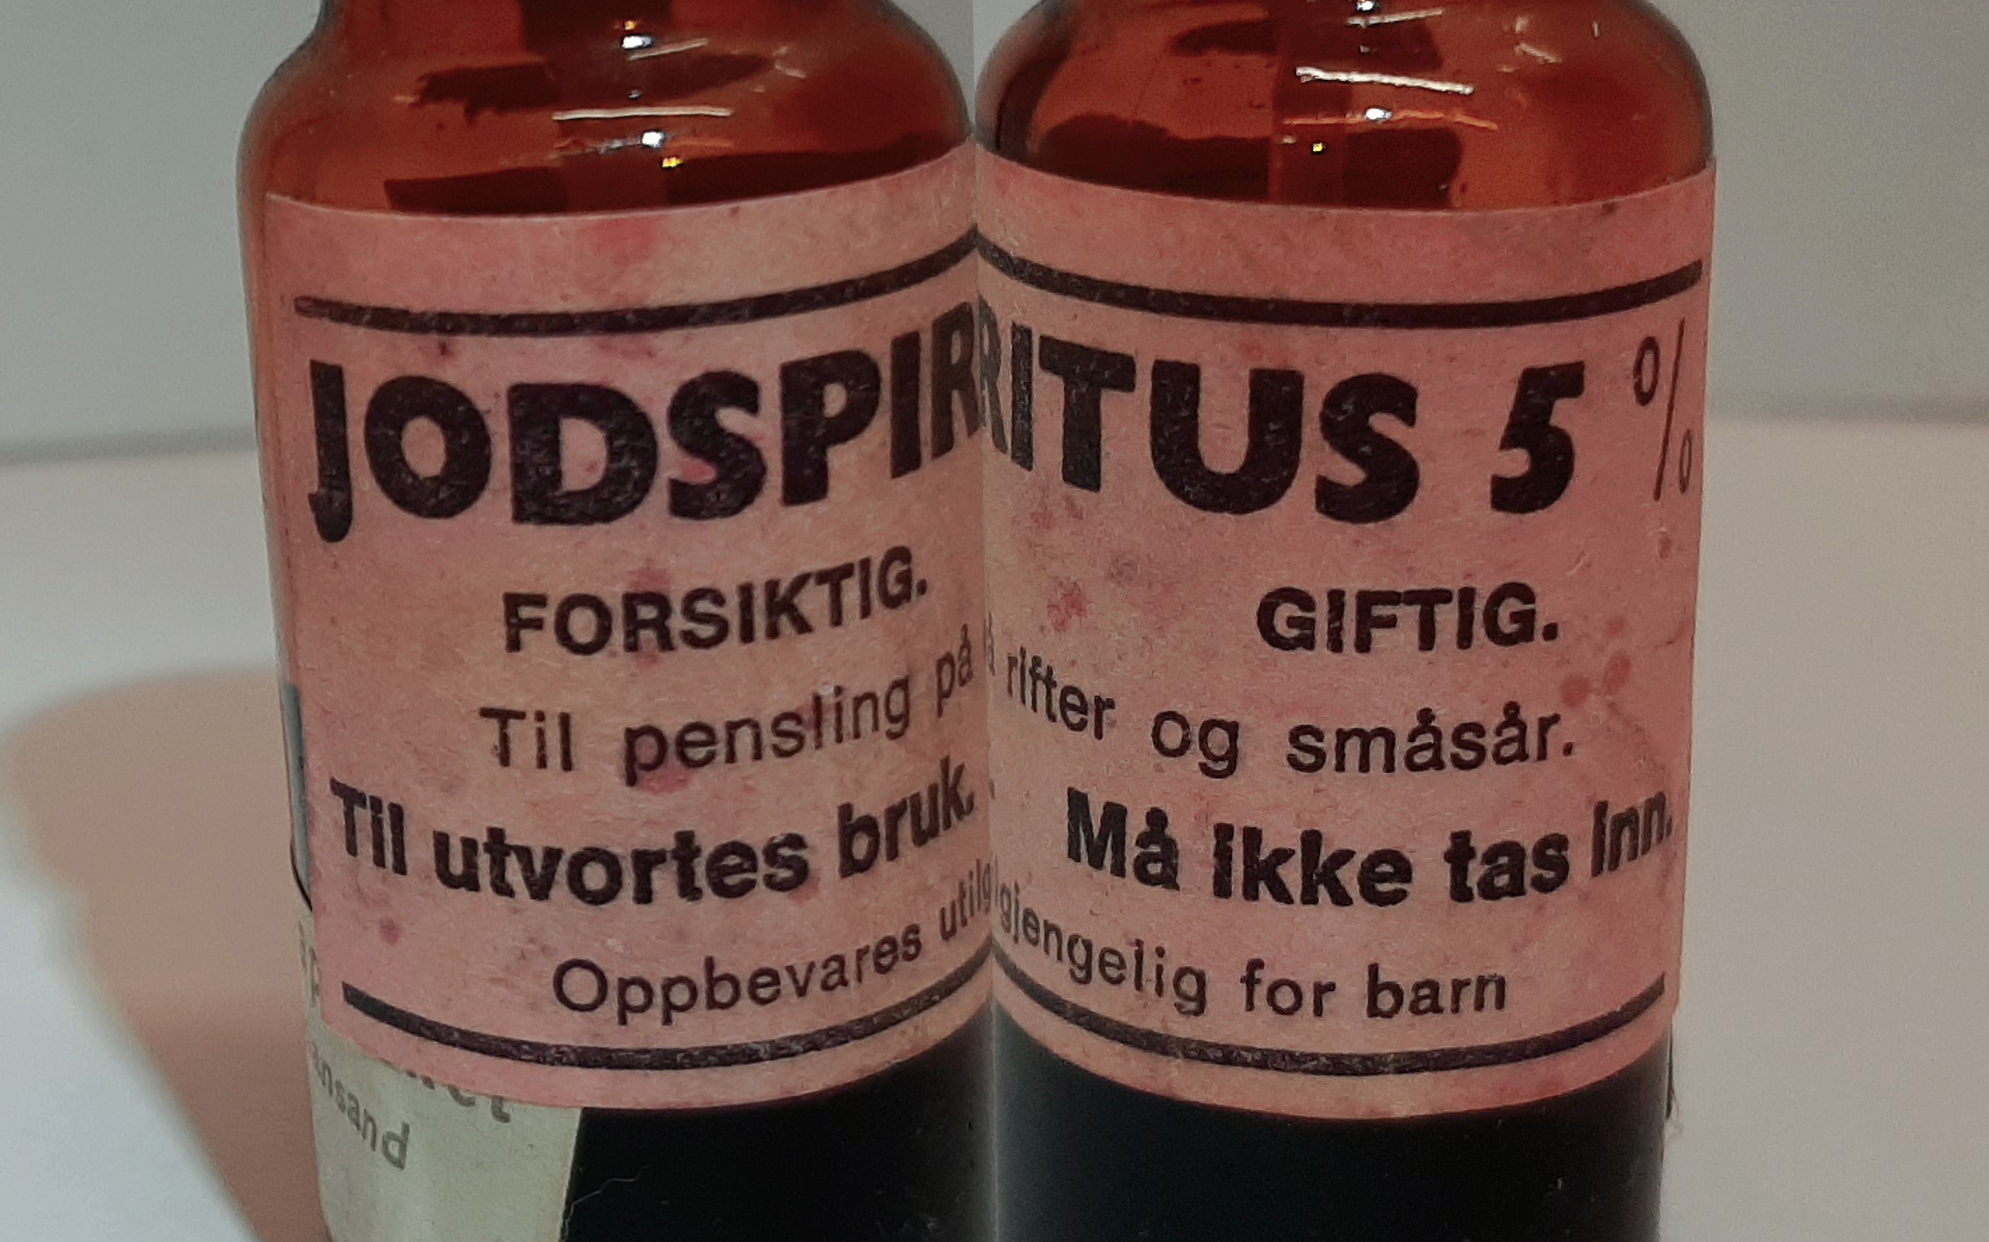 JODSPIRITUS 5 %
FORSIKTIG. GIFTIG.
Til pensling på rifter og småsår.
Til utvortes bruk. Må ikke tas inn.
Oppbevares utilgjengelig for barn